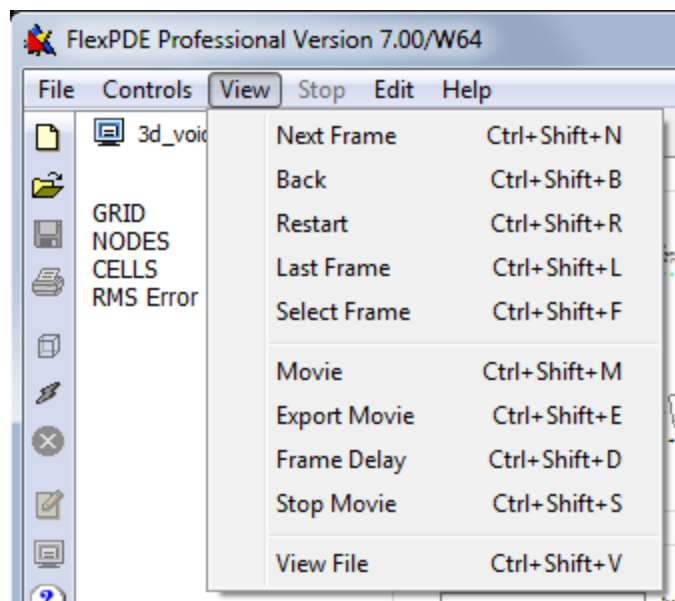 FlexPDE Professional Version 7.00/W64
File Controls View Stop Edit Help
Next Frame Ctrl+Shift+N
Back Ctrl+Shift+B
Restart Ctrl+Shift+R
Last Frame Ctrl+Shift+L
Select Frame Ctrl+Shift+F
Movie Ctrl+Shift+M
Export Movie Ctrl+Shift+E
Frame Delay Ctrl+Shift+D
Stop Movie Ctrl+Shift+S
View File Ctrl+Shift+V
3d_void
GRID
NODES
CELLS
RMS Error